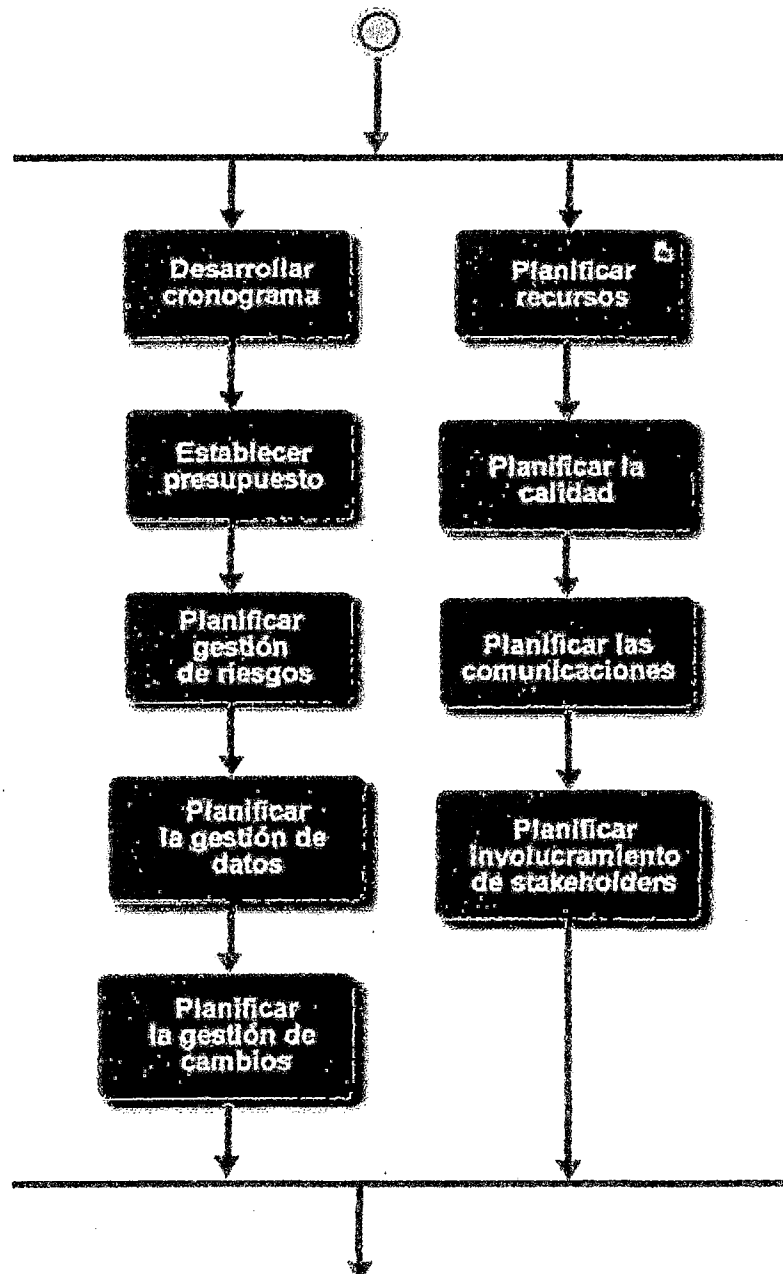 Desarrollar
cronograma
Planificar
recursos
Establecer
presupuesto
Planificar la
calidad
Planificar
gestión
de riesgos
Planificar las
comunicaciones
Planificar
la gestión de
datos
Planificar
involucramiento
de stakeholders
Planificar
la gestión de
cambios